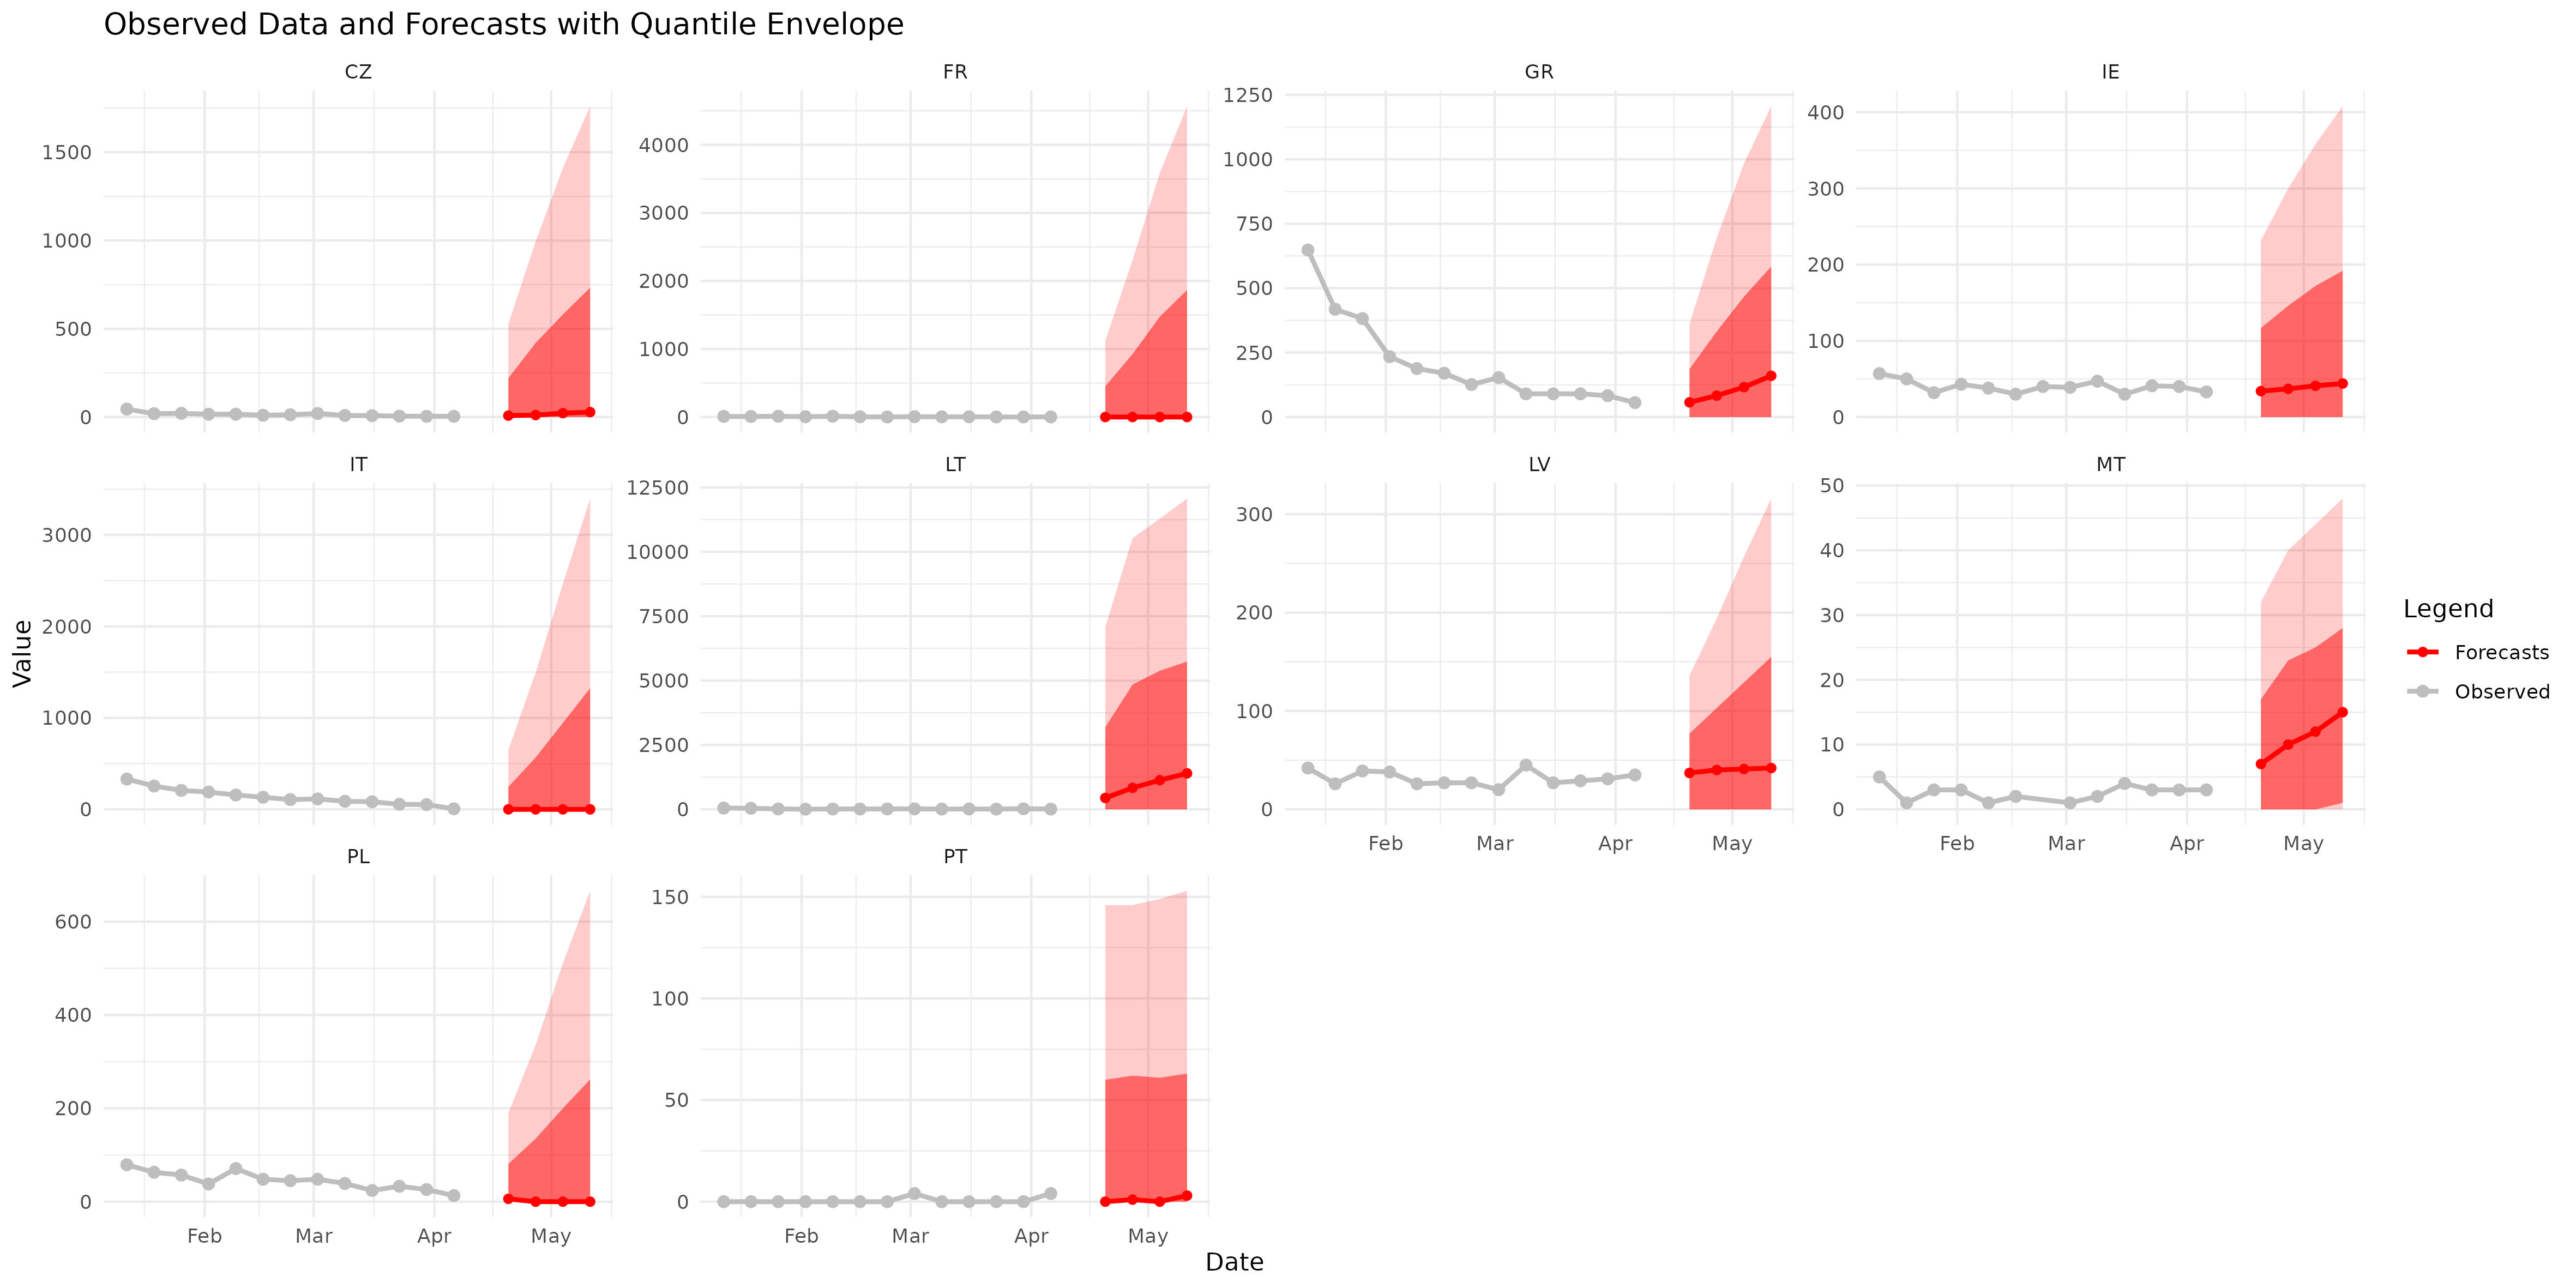 Observed Data and Forecasts with Quantile Envelope
CZ
FR
GR
IE
1500
1000
500
0
4000
3000
2000
1000
0
1250
1000
750
500
250
0
400
300
200
100
0
IT
LT
LV
MT
3000
2000
1000
0
12500
10000
7500
5000
2500
0
300
200
100
0
50
40
30
20
10
0
Feb Mar Apr May
Feb Mar Apr May
PL
PT
600
400
200
0
150
100
50
0
Feb Mar Apr May
Feb Mar Apr May
Value
Date
Legend
Forecasts
Observed